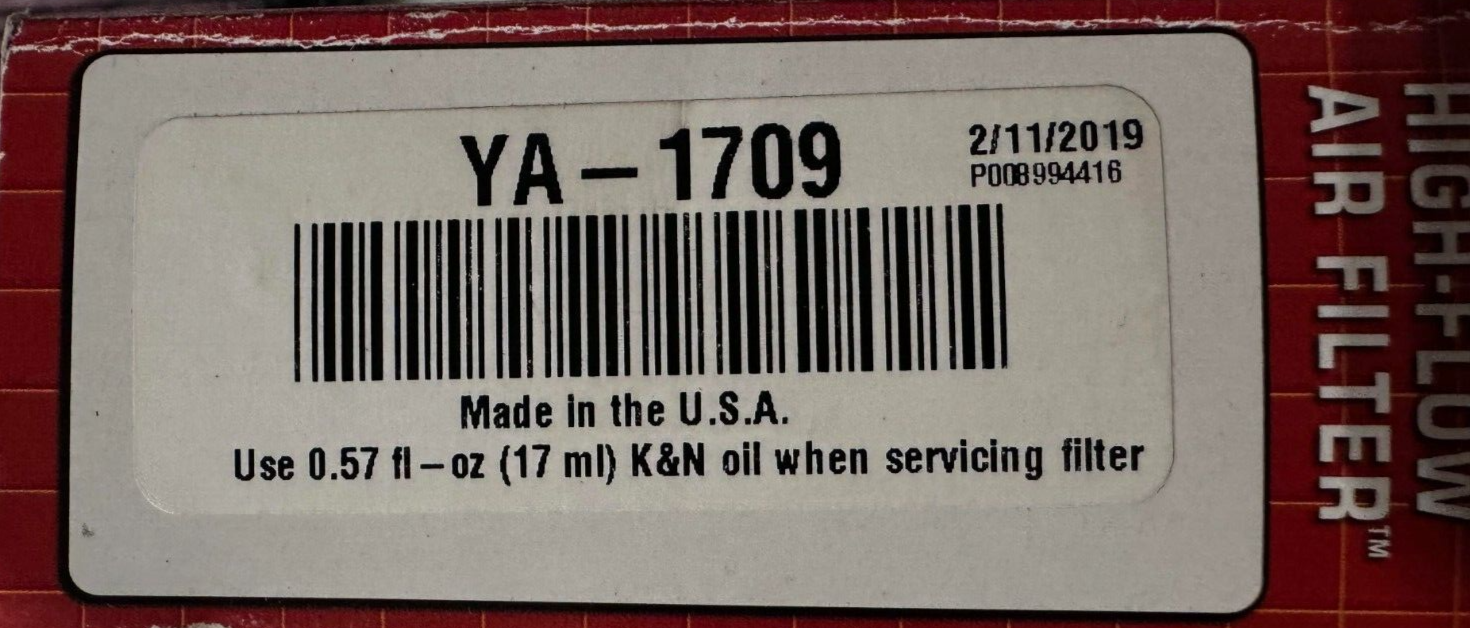 YA-1709
2/11/2019
P008994416
Made in the U.S.A.
Use 0.57 fl-oz (17 ml) K&N oil when servicing filter
HIGH-FLOW
AIR FILTER™